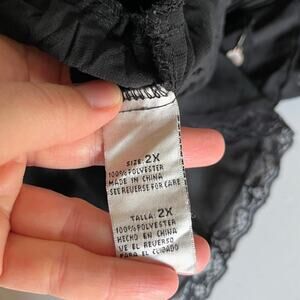 SIZE: 2X
100% POLYESTER
MADE IN CHINA
SEE REVERSE FOR CARE
TALLA: 2X
100% POLYESTER
HECHO EN CHINA
VE EL REVERSO
PARA EL CUIDADO